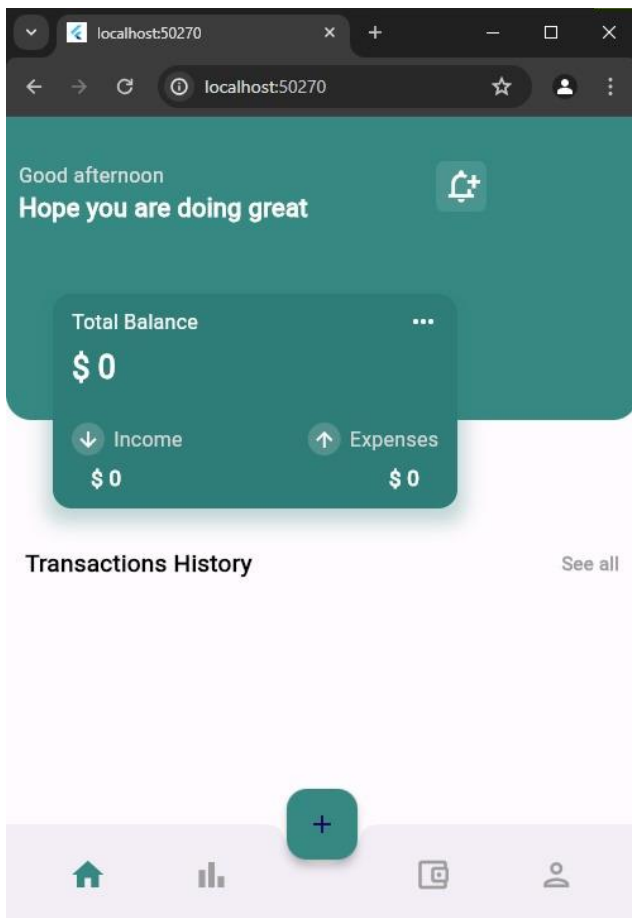 localhost:50270
localhost:50270
Good afternoon
Hope you are doing great
Total Balance
$ 0
Income
Expenses
$ 0
$ 0
Transactions History
See all